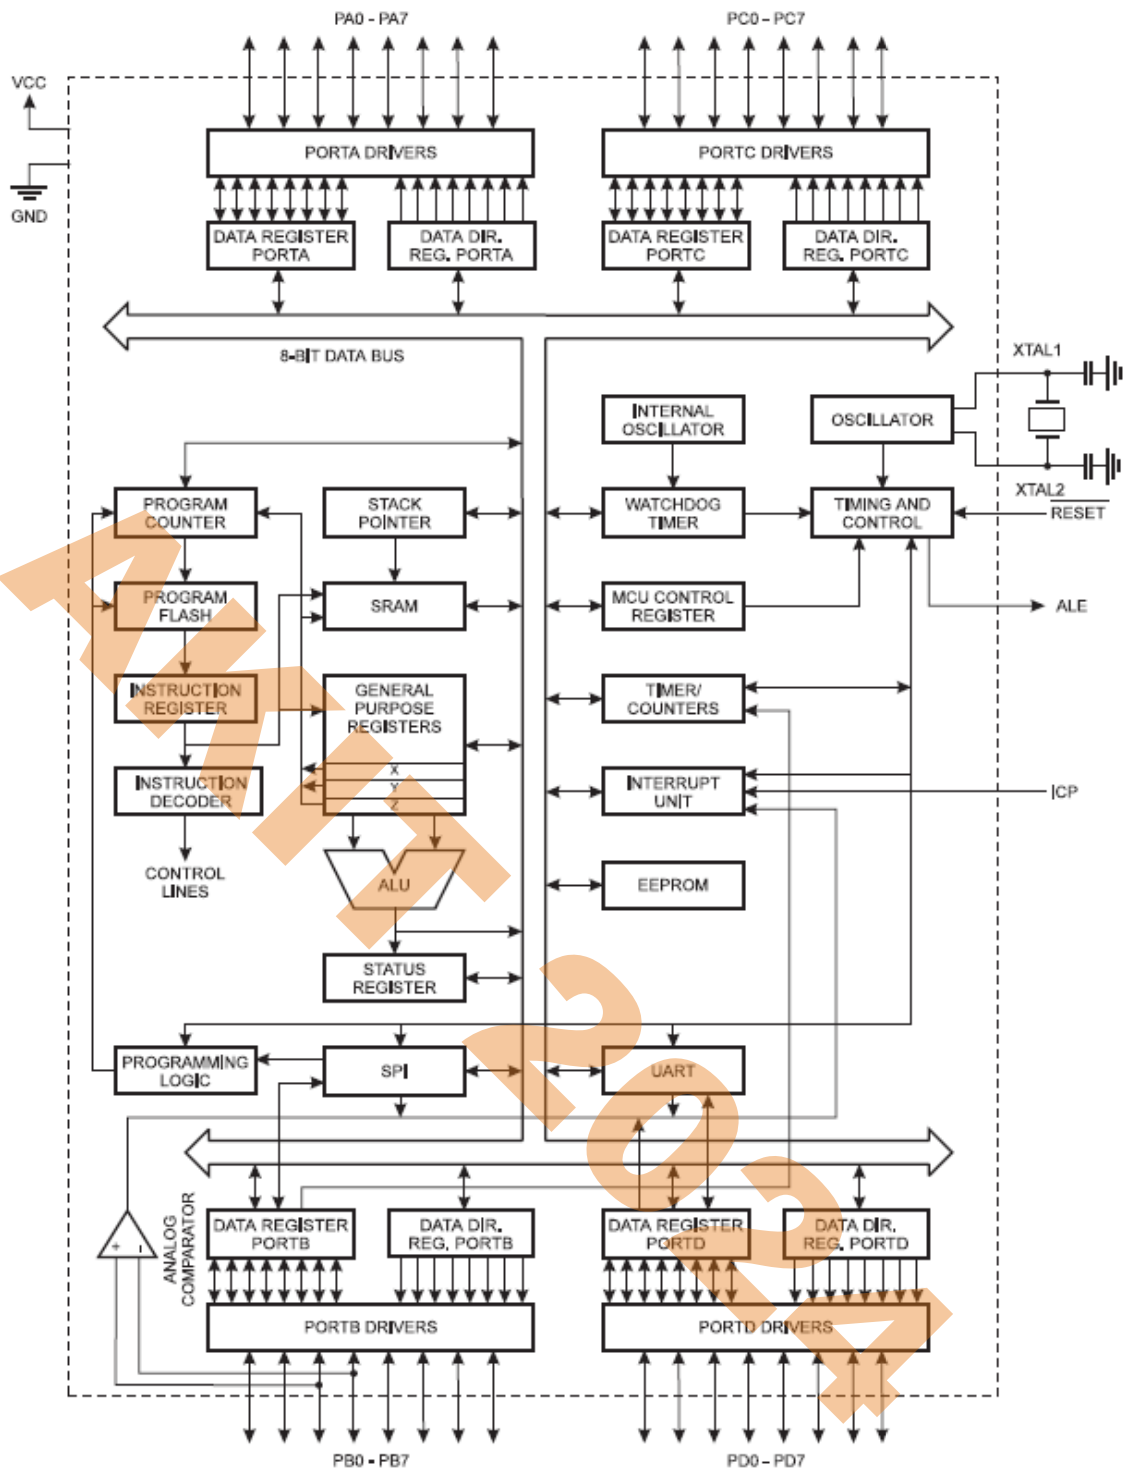 PA0 - PA7
PC0 - PC7
VCC
GND
PORTA DRIVERS
PORTC DRIVERS
DATA REGISTER
PORTA
DATA DIR.
REG. PORTA
DATA REGISTER
PORTC
DATA DIR.
REG. PORTC
8-BIT DATA BUS
XTAL1
INTERNAL
OSCILLATOR
OSCILLATOR
XTAL2
PROGRAM
COUNTER
STACK
POINTER
WATCHDOG
TIMER
TIMING AND
CONTROL
RESET
PROGRAM
FLASH
SRAM
MCU CONTROL
REGISTER
ALE
INSTRUCTION
REGISTER
GENERAL
PURPOSE
REGISTERS
X
Y
Z
TIMER/
COUNTERS
INSTRUCTION
DECODER
INTERRUPT
UNIT
ICP
CONTROL
LINES
ALU
EEPROM
STATUS
REGISTER
PROGRAMMING
LOGIC
SPI
UART
ANALOG
COMPARATOR
+
-
DATA REGISTER
PORTB
DATA DIR.
REG. PORTB
DATA REGISTER
PORTD
DATA DIR.
REG. PORTD
PORTB DRIVERS
PORTD DRIVERS
PB0 - PB7
PD0 - PD7
AKIT 2024